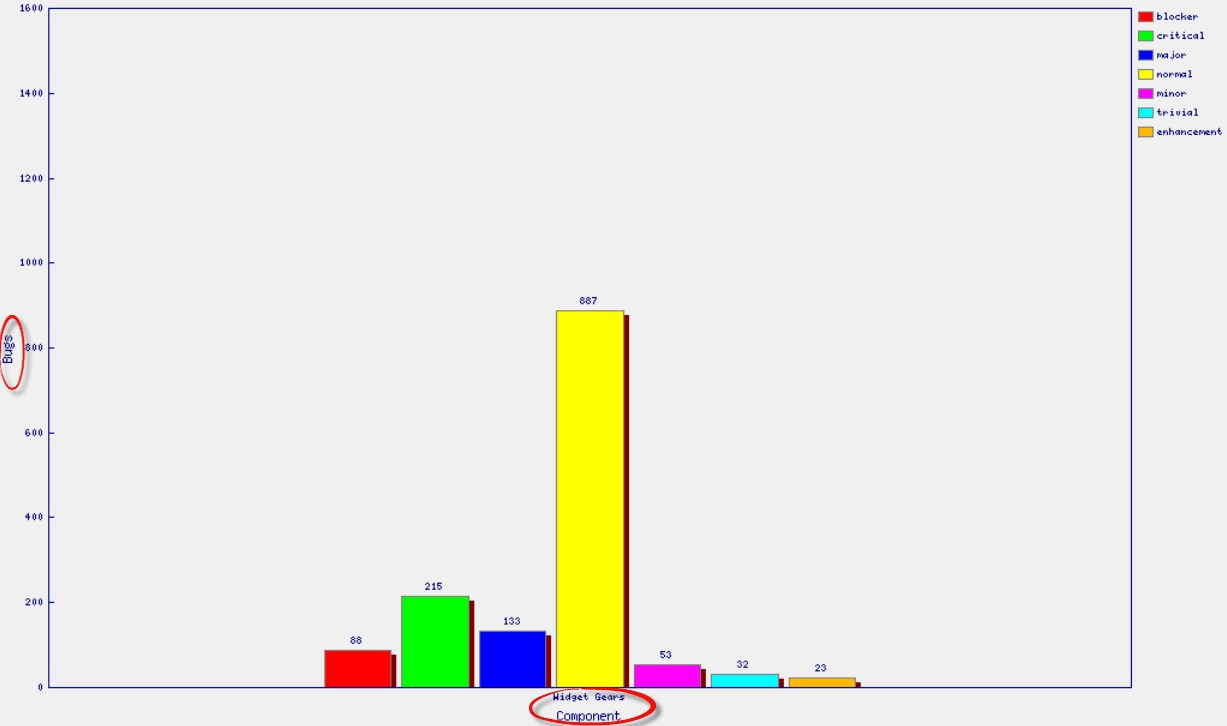 1600
1400
1200
1000
800
600
400
200
0
Bugs
88
215
133
887
53
32
23
Widget Gears
Component
blocker
critical
major
normal
minor
trivial
enhancement